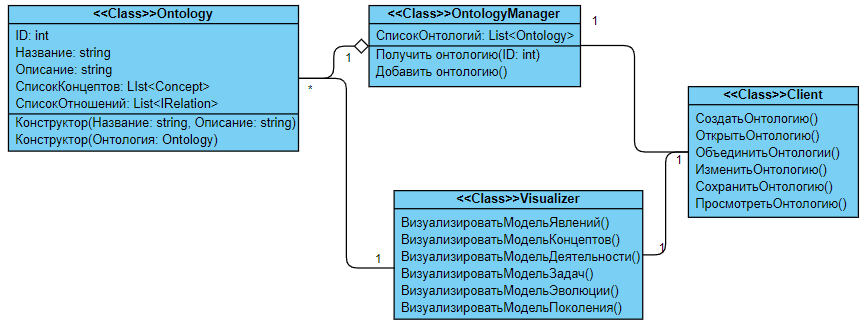 <<Class>>Ontology
ID: int
Название: string
Описание: string
СписокКонцептов: LIst<Concept>
СписокОтношений: List<IRelation>
Конструктор(Название: string, Описание: string)
Конструктор(Онтология: Ontology)
*
1
<<Class>>OntologyManager
СписокОнтологий: List<Ontology>
Получить онтологию(ID: int)
Добавить онтологию()
1
<<Class>>Client
СоздатьОнтологию()
ОткрытьОнтологию()
ОбъединитьОнтологии()
ИзменитьОнтологию()
СохранитьОнтологию()
ПросмотретьОнтологию()
1
<<Class>>Visualizer
ВизуализироватьМодельЯвлений()
ВизуализироватьМодельКонцептов()
ВизуализироватьМодельДеятельности()
ВизуализироватьМодельЗадач()
ВизуализироватьМодельЭволюции()
ВизуализироватьМодельПоколения()
1
1